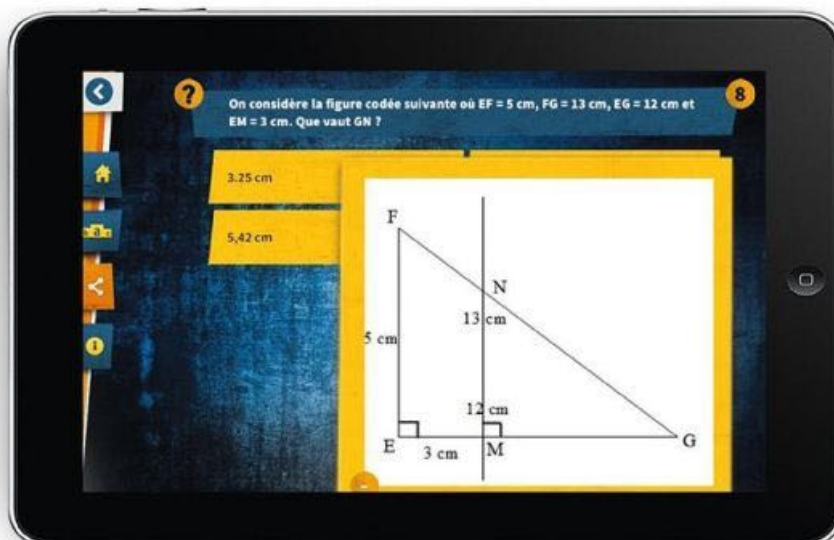 ?
On considère la figure codée suivante où EF = 5 cm, FG = 13 cm, EG = 12 cm et
EM = 3 cm. Que vaut GN ?
8
3.25 cm
5,42 cm
F
N
13 cm
5 cm
12 cm
E
3 cm
M
G
i